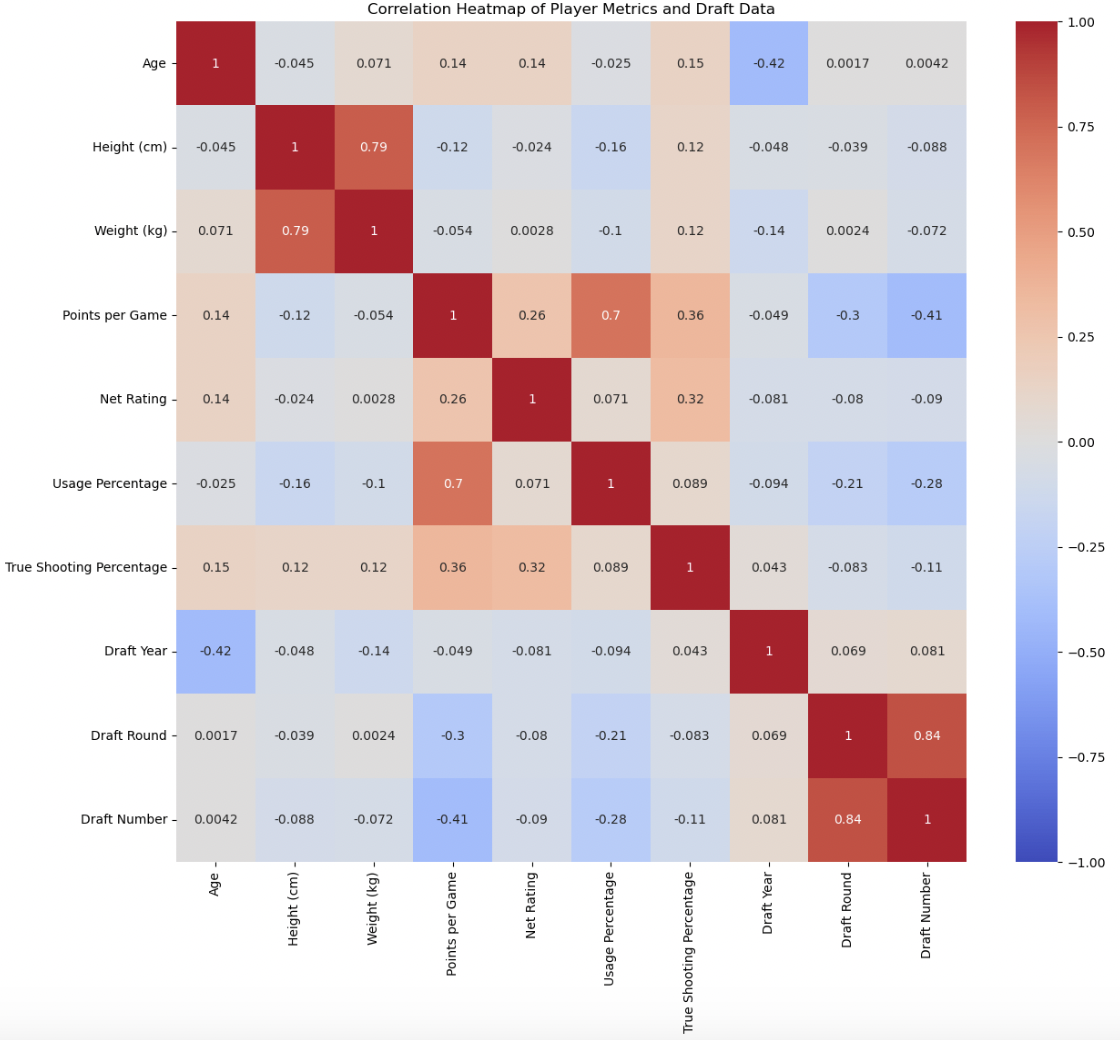 Correlation Heatmap of Player Metrics and Draft Data
Age 1 -0.045 0.071 0.14 0.14 -0.025 0.15 -0.42 0.0017 0.0042
Height (cm) -0.045 1 0.79 -0.12 -0.024 -0.16 0.12 -0.048 -0.039 -0.088
Weight (kg) 0.071 0.79 1 -0.054 0.0028 -0.1 0.12 -0.14 0.0024 -0.072
Points per Game 0.14 -0.12 -0.054 1 0.26 0.7 0.36 -0.049 -0.3 -0.41
Net Rating 0.14 -0.024 0.0028 0.26 1 0.071 0.32 -0.081 -0.08 -0.09
Usage Percentage -0.025 -0.16 -0.1 0.7 0.071 1 0.089 -0.094 -0.21 -0.28
True Shooting Percentage 0.15 0.12 0.12 0.36 0.32 0.089 1 0.043 -0.083 -0.11
Draft Year -0.42 -0.048 -0.14 -0.049 -0.081 -0.094 0.043 1 0.069 0.081
Draft Round 0.0017 -0.039 0.0024 -0.3 -0.08 -0.21 -0.083 0.069 1 0.84
Draft Number 0.0042 -0.088 -0.072 -0.41 -0.09 -0.28 -0.11 0.081 0.84 1
Age
Height (cm)
Weight (kg)
Points per Game
Net Rating
Usage Percentage
True Shooting Percentage
Draft Year
Draft Round
Draft Number
1.00
0.75
0.50
0.25
0.00
−0.25
−0.50
−0.75
−1.00